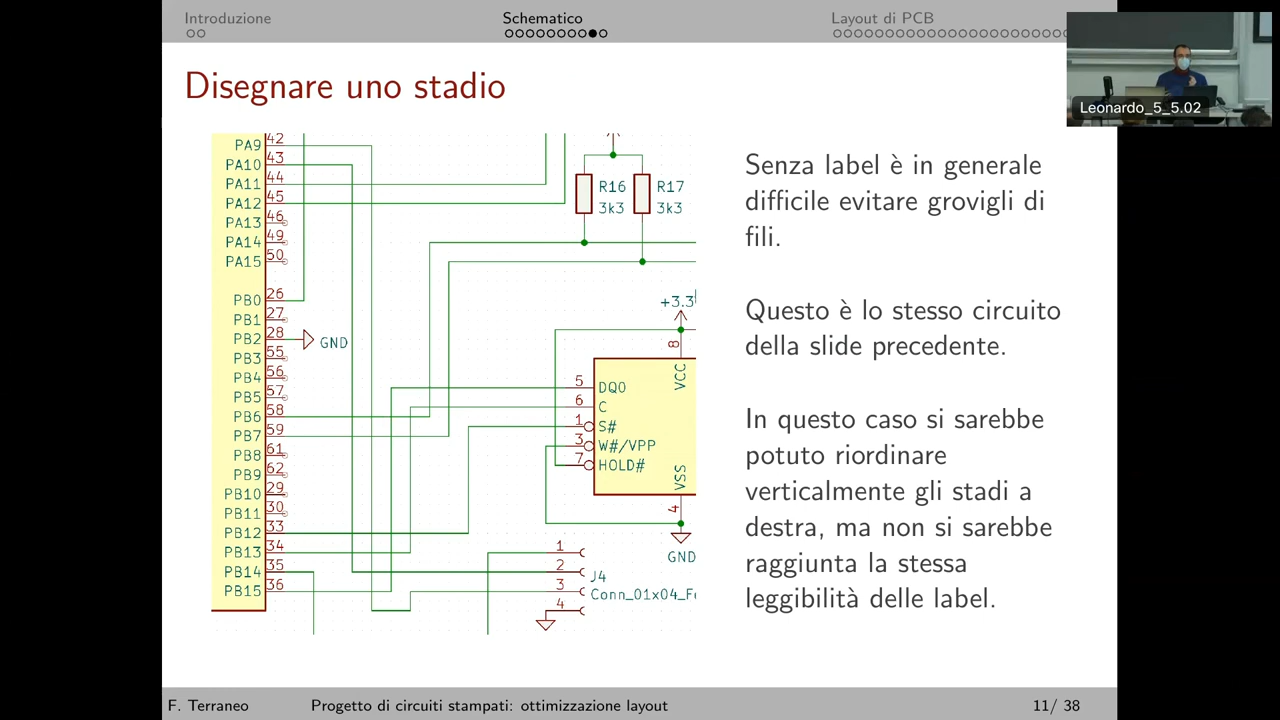 Introduzione
Schematico
Layout di PCB
Leonardo_5_5.02
Disegnare uno stadio
PA9 42
PA10 43
PA11 44
PA12 45
PA13 46
PA14 49
PA15 50
PB0 26
PB1 27
PB2 28
GND
PB3 55
PB4 56
PB5 57
PB6 58
PB7 59
PB8 61
PB9 62
PB10 29
PB11 30
PB12 33
PB13 34
PB14 35
PB15 36
R16
3k3
R17
3k3
+3.3
8
VCC
5 DQ0
6 C
1 S#
3 W#/VPP
7 HOLD#
VSS
4
GND
1
2
3
4
J4
Conn_01x04_F
Senza label è in generale
difficile evitare grovigli di
fili.
Questo è lo stesso circuito
della slide precedente.
In questo caso si sarebbe
potuto riordinare
verticalmente gli stadi a
destra, ma non si sarebbe
raggiunta la stessa
leggibilità delle label.
F. Terraneo
Progetto di circuiti stampati: ottimizzazione layout
11/ 38